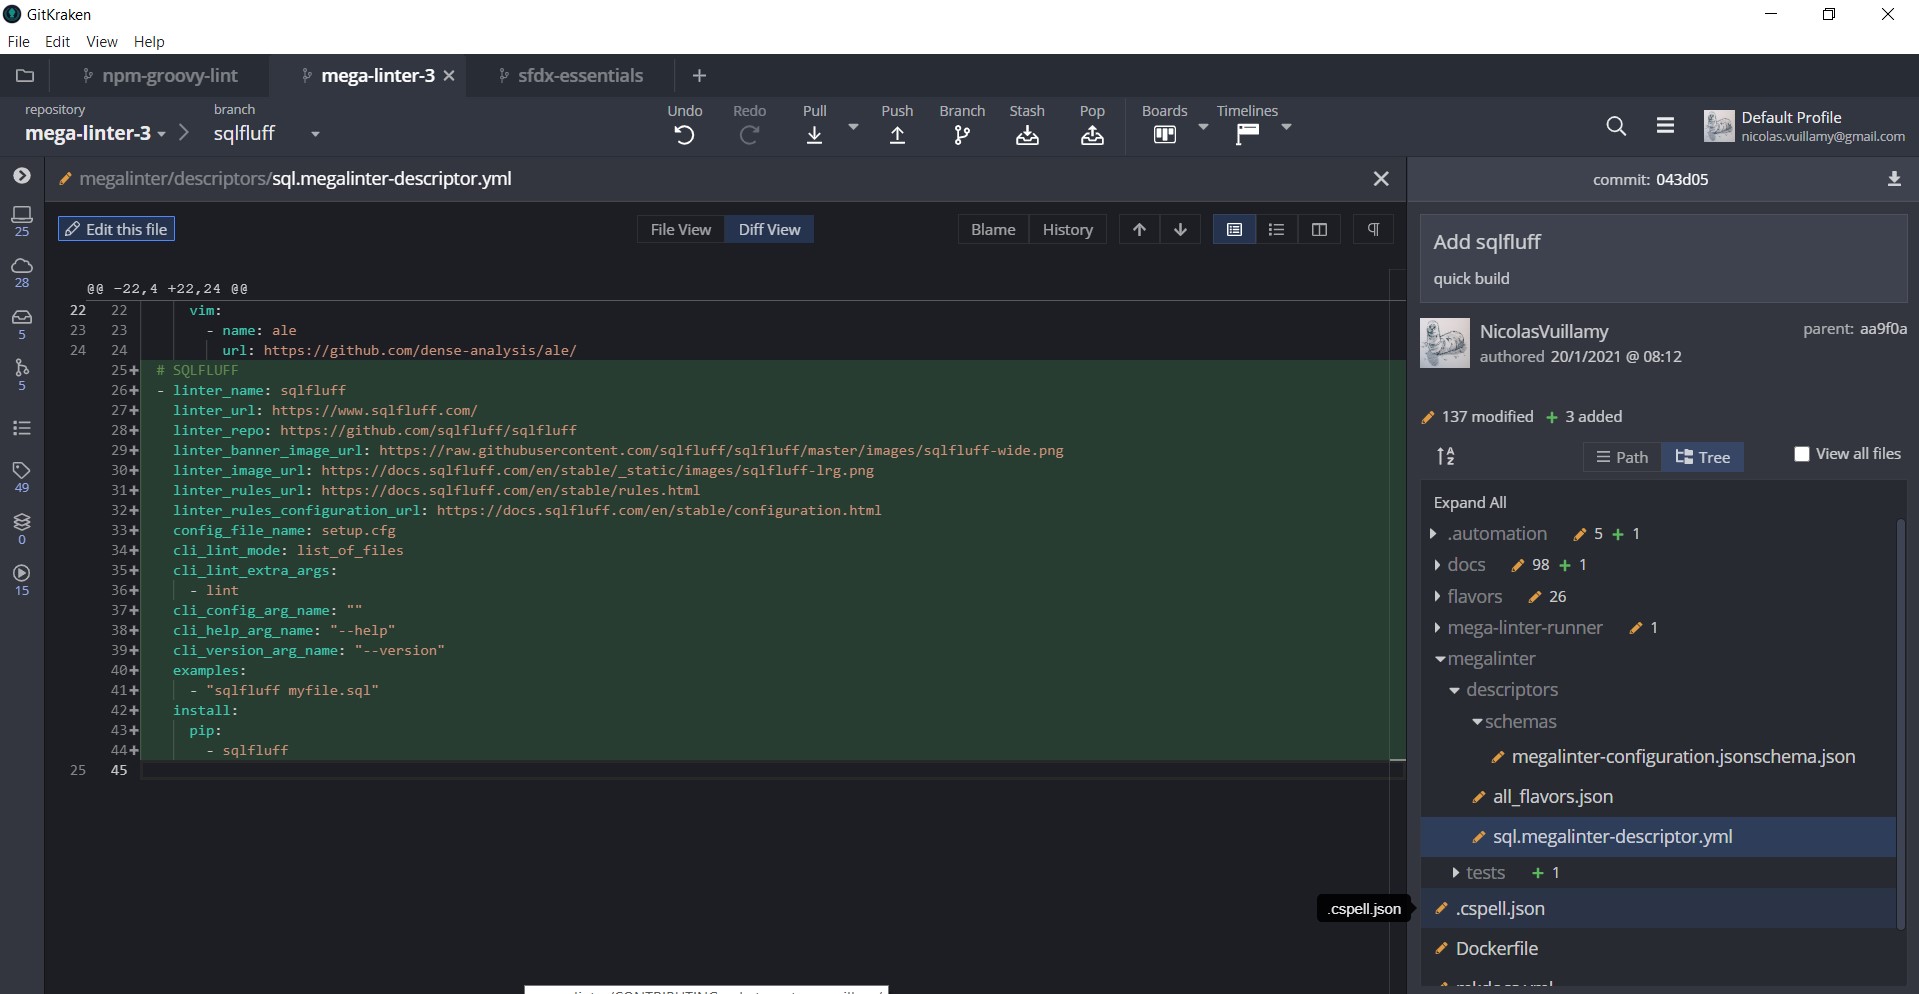 GitKraken
File Edit View Help
npm-groovy-lint mega-linter-3 sfdx-essentials
repository branch
mega-linter-3 sqlfluff
Undo Redo Pull Push Branch Stash Pop Boards Timelines
Default Profile
nicolas.vuillamy@gmail.com
25
28
5
5
49
0
15
megalinter/descriptors/sql.megalinter-descriptor.yml
Edit this file File View Diff View Blame History
@@ -22,4 +22,24 @@
22 22 vim:
23 23 - name: ale
24 24 url: https://github.com/dense-analysis/ale/
25+ # SQLFLUFF
26+ - linter_name: sqlfluff
27+ linter_url: https://www.sqlfluff.com/
28+ linter_repo: https://github.com/sqlfluff/sqlfluff
29+ linter_banner_image_url: https://raw.githubusercontent.com/sqlfluff/sqlfluff/master/images/sqlfluff-wide.png
30+ linter_image_url: https://docs.sqlfluff.com/en/stable/_static/images/sqlfluff-lrg.png
31+ linter_rules_url: https://docs.sqlfluff.com/en/stable/rules.html
32+ linter_rules_configuration_url: https://docs.sqlfluff.com/en/stable/configuration.html
33+ config_file_name: setup.cfg
34+ cli_lint_mode: list_of_files
35+ cli_lint_extra_args:
36+ - lint
37+ cli_config_arg_name: ""
38+ cli_help_arg_name: "--help"
39+ cli_version_arg_name: "--version"
40+ examples:
41+ - "sqlfluff myfile.sql"
42+ install:
43+ pip:
44+ - sqlfluff
25 45
commit: 043d05
Add sqlfluff
quick build
NicolasVuillamy
authored 20/1/2021 @ 08:12
parent: aa9f0a
137 modified + 3 added
Path Tree View all files
Expand All
.automation 5 + 1
docs 98 + 1
flavors 26
mega-linter-runner 1
megalinter
descriptors
schemas
megalinter-configuration.jsonschema.json
all_flavors.json
sql.megalinter-descriptor.yml
tests + 1
.cspell.json
.cspell.json
Dockerfile